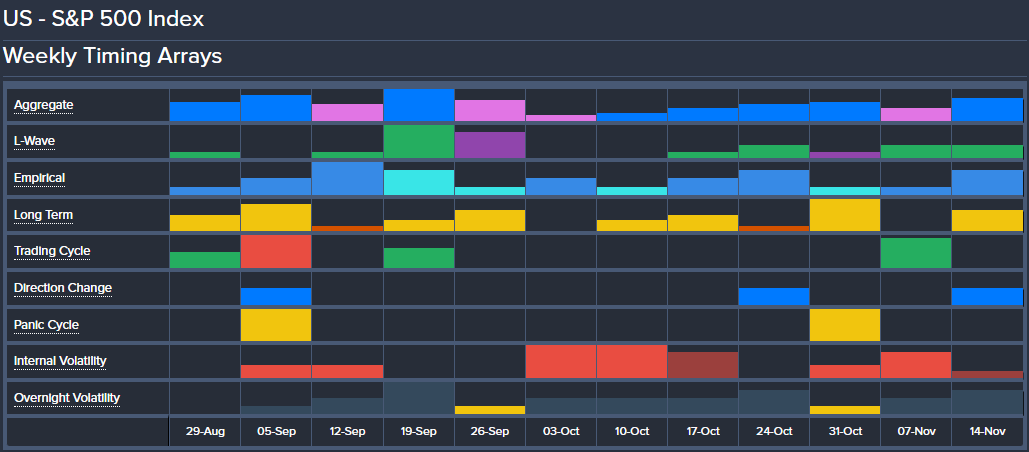 US - S&P 500 Index
Weekly Timing Arrays
Aggregate
L-Wave
Empirical
Long Term
Trading Cycle
Direction Change
Panic Cycle
Internal Volatility
Overnight Volatility
29-Aug 05-Sep 12-Sep 19-Sep 26-Sep 03-Oct 10-Oct 17-Oct 24-Oct 31-Oct 07-Nov 14-Nov